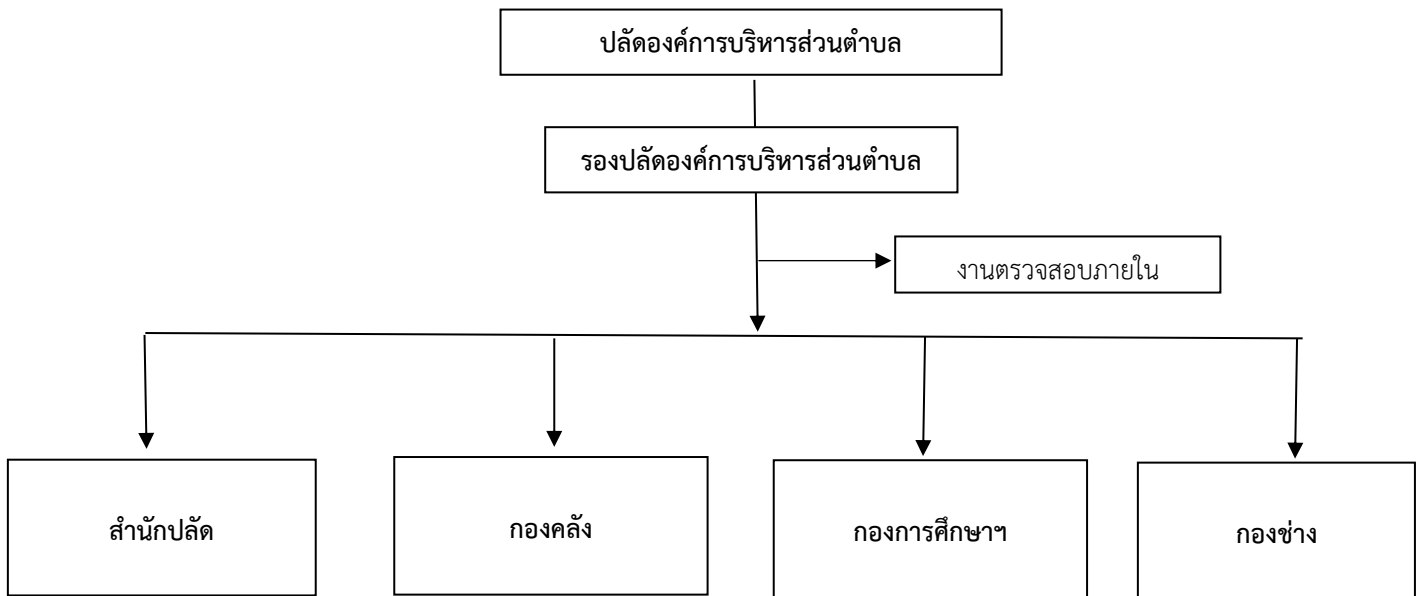 ปลัดองค์การบริหารส่วนตำบล
รองปลัดองค์การบริหารส่วนตำบล
งานตรวจสอบภายใน
สำนักปลัด
กองคลัง
กองการศึกษาฯ
กองช่าง